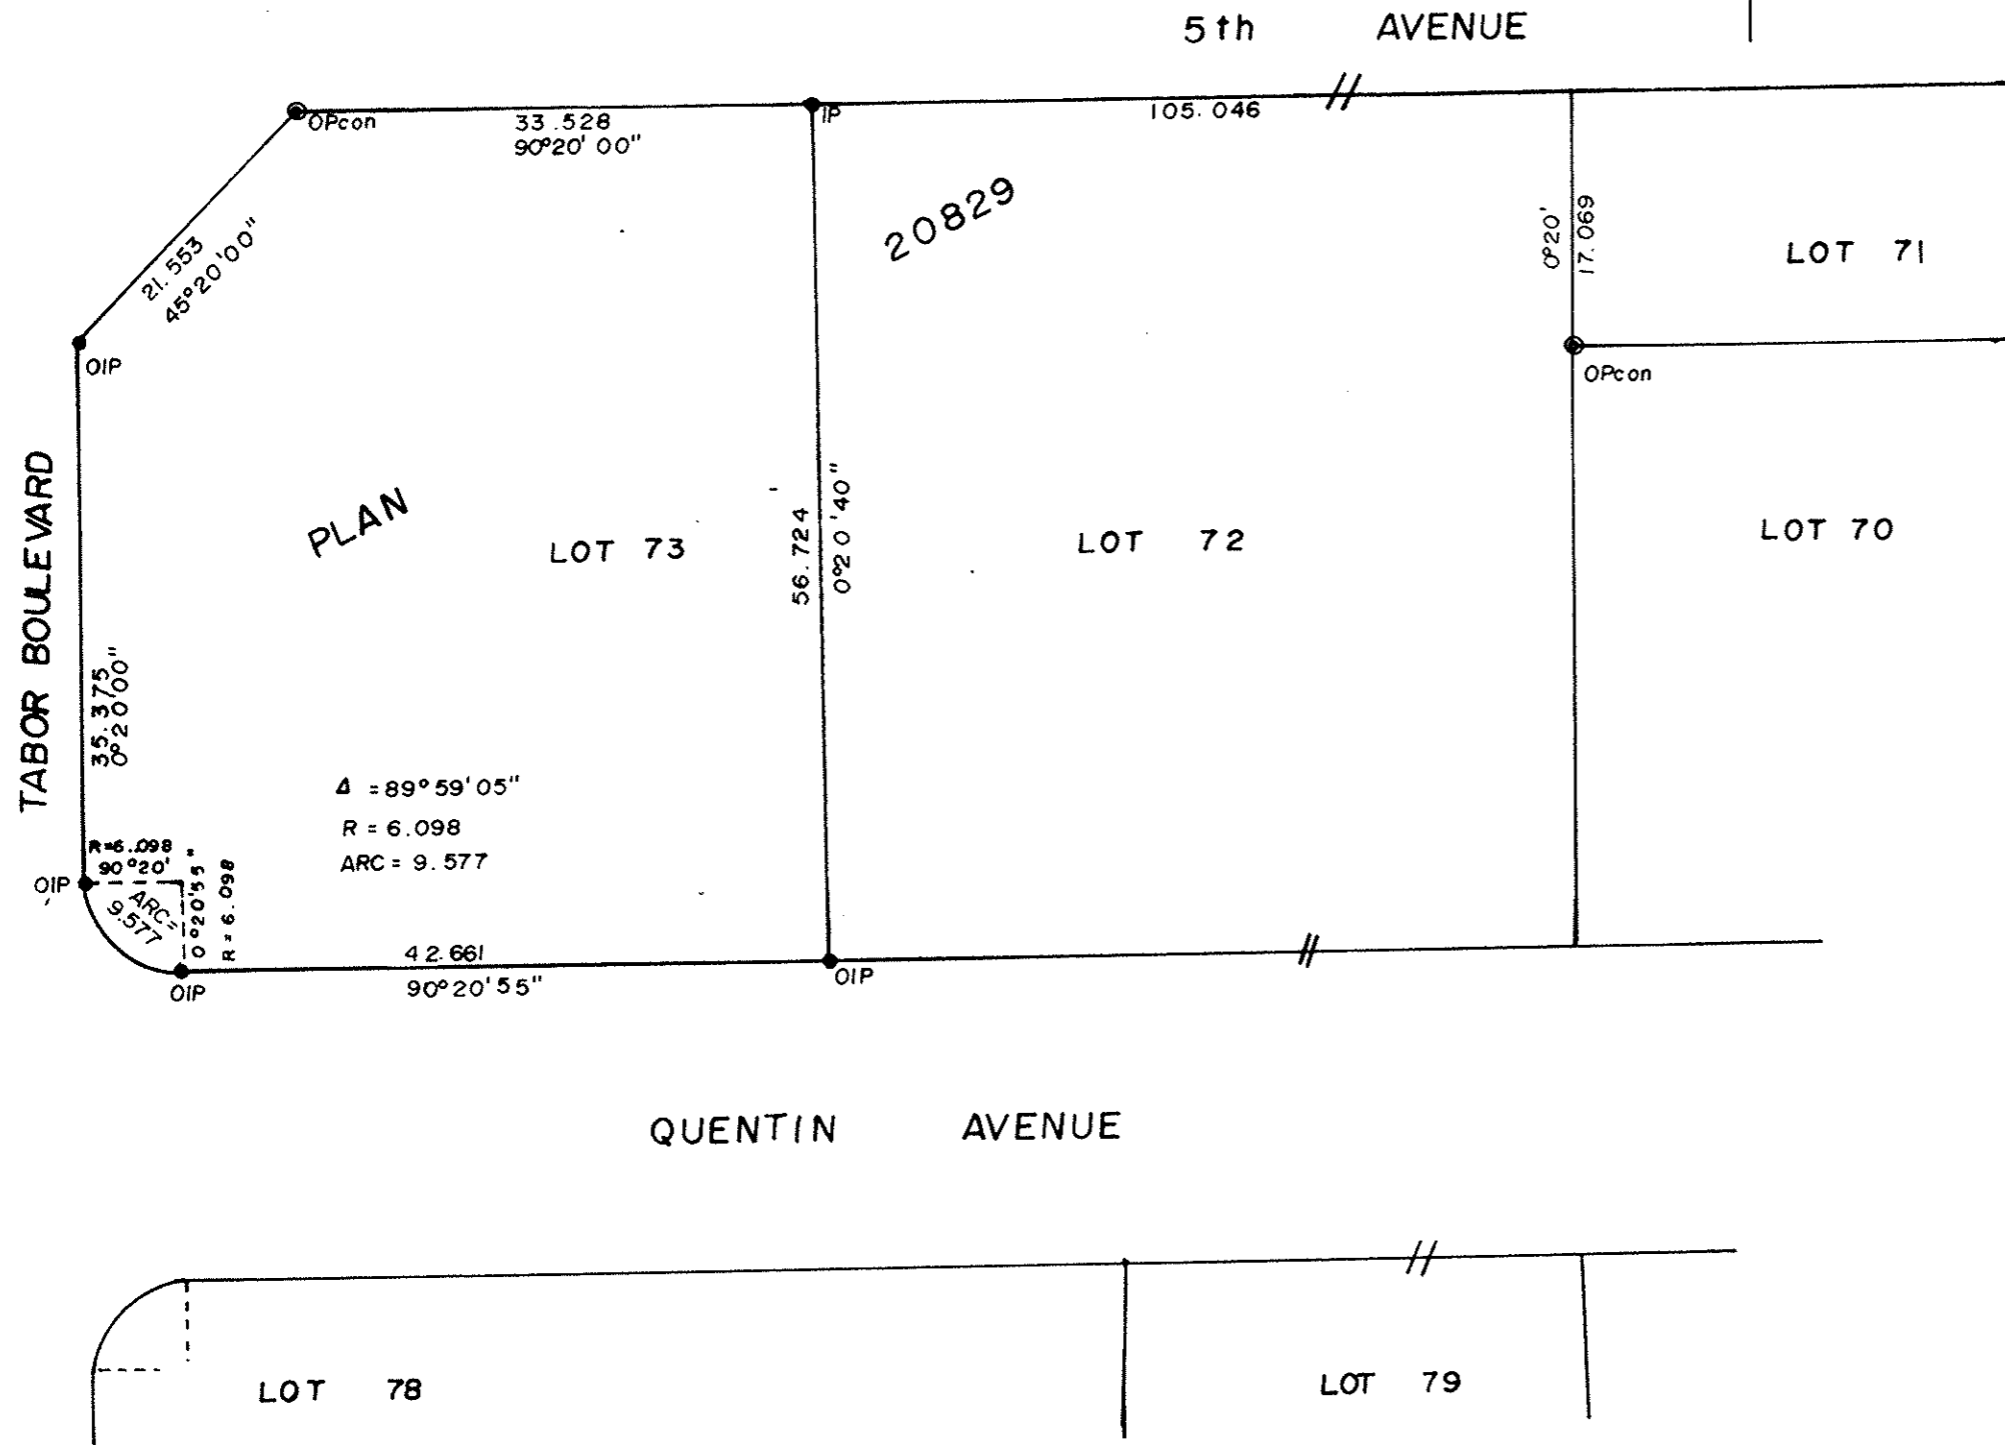 5th AVENUE
OPcon
33.528
90°20'00"
IP
105.046
21.553
45°20'00"
20829
0°20'
17.069
LOT 71
OIP
OPcon
TABOR BOULEVARD
PLAN
LOT 73
56.724
0°20'40"
LOT 72
LOT 70
35.375
0°20'00"
Δ = 89°59'05"
R = 6.098
ARC = 9.577
R=6.098
90°20'
OIP
ARC=
9.577
0°20'55"
R = 6.098
42.661
90°20'55"
OIP
OIP
QUENTIN AVENUE
LOT 78
LOT 79